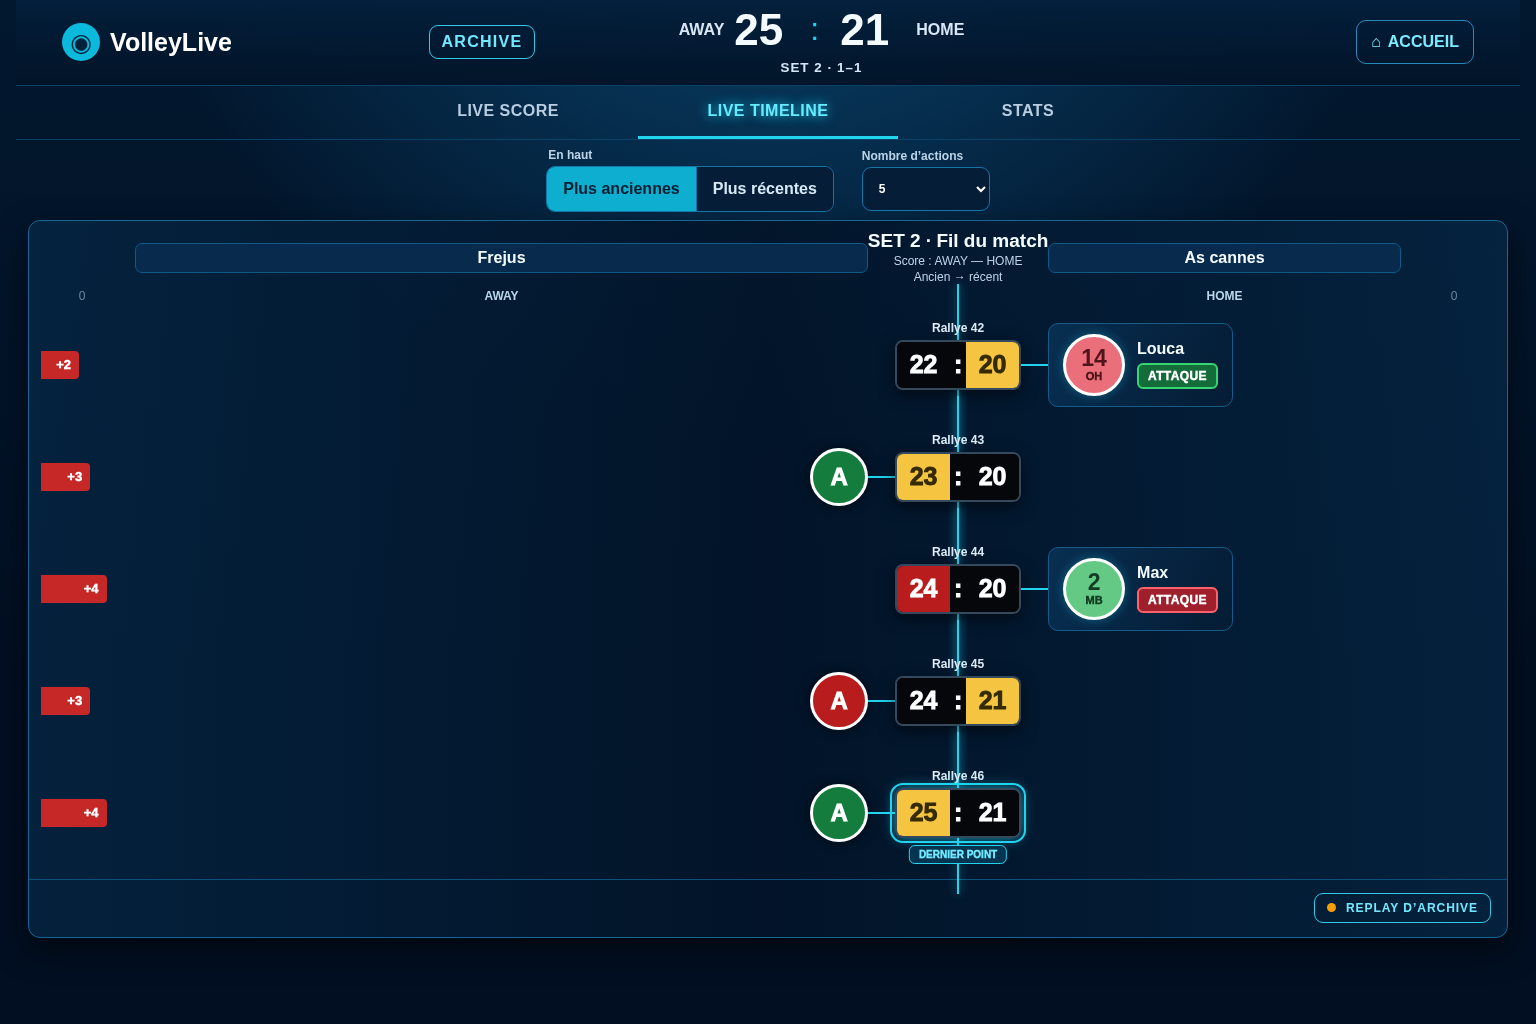 VolleyLive
ARCHIVE
AWAY 25 : 21 HOME
SET 2 · 1–1
⌂ ACCUEIL
LIVE SCORE
LIVE TIMELINE
STATS
En haut
Plus anciennes
Plus récentes
Nombre d’actions
5
Frejus
SET 2 · Fil du match
Score : AWAY — HOME
Ancien → récent
As cannes
0
AWAY
HOME
0
Rallye 42
+2
22 : 20
14
OH
Louca
ATTAQUE
Rallye 43
+3
A
23 : 20
Rallye 44
+4
24 : 20
2
MB
Max
ATTAQUE
Rallye 45
+3
A
24 : 21
Rallye 46
+4
A
25 : 21
DERNIER POINT
REPLAY D’ARCHIVE